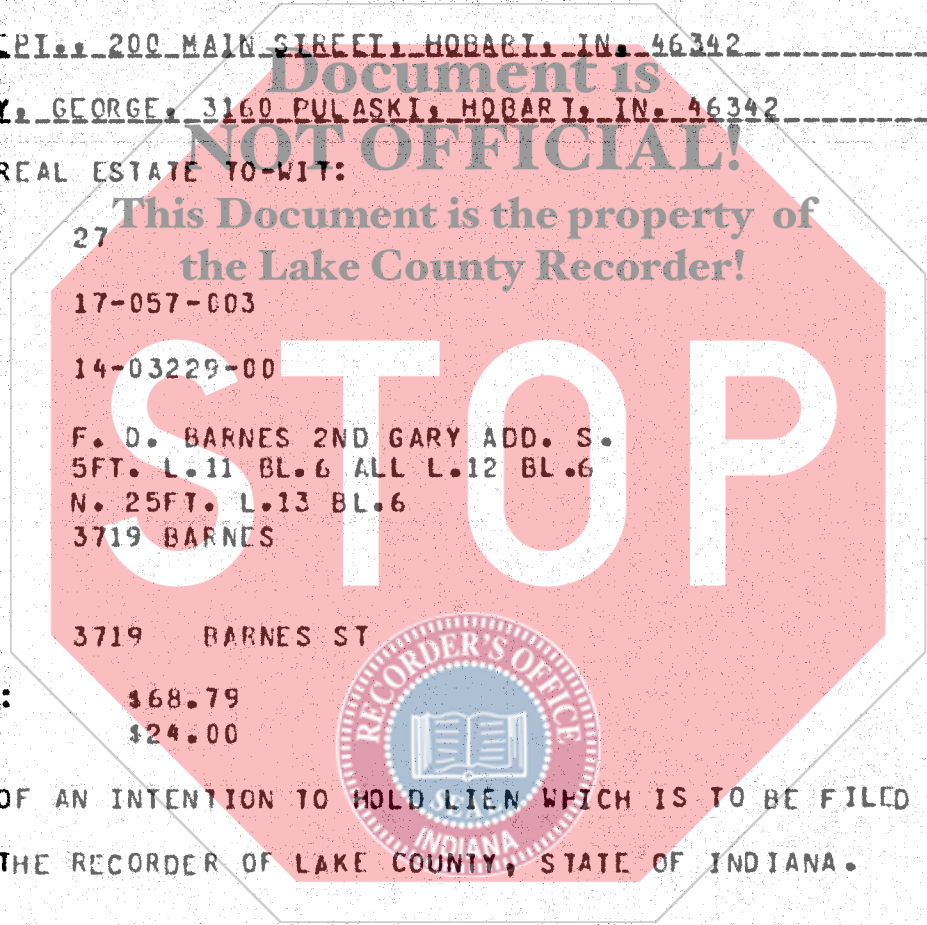 EPT., 200 MAIN STREET, HOBART, IN. 46342
Document is
Y, GEORGE, 3160 PULASKI, HOBART, IN. 46342
NOT OFFICIAL!
REAL ESTATE TO-WIT:
This Document is the property of
27
the Lake County Recorder!
17-057-003
14-03229-00
STOP
F. D. BARNES 2ND GARY ADD. S.
5FT. L.11 BL.6 ALL L.12 BL.6
N. 25FT. L.13 BL.6
3719 BARNES
3719 BARNES ST
RECORDER'S OFFICE
: $68.79
$24.00
OF AN INTENTION TO HOLD LIEN WHICH IS TO BE FILED
SEAL
INDIANA
THE RECORDER OF LAKE COUNTY, STATE OF INDIANA.